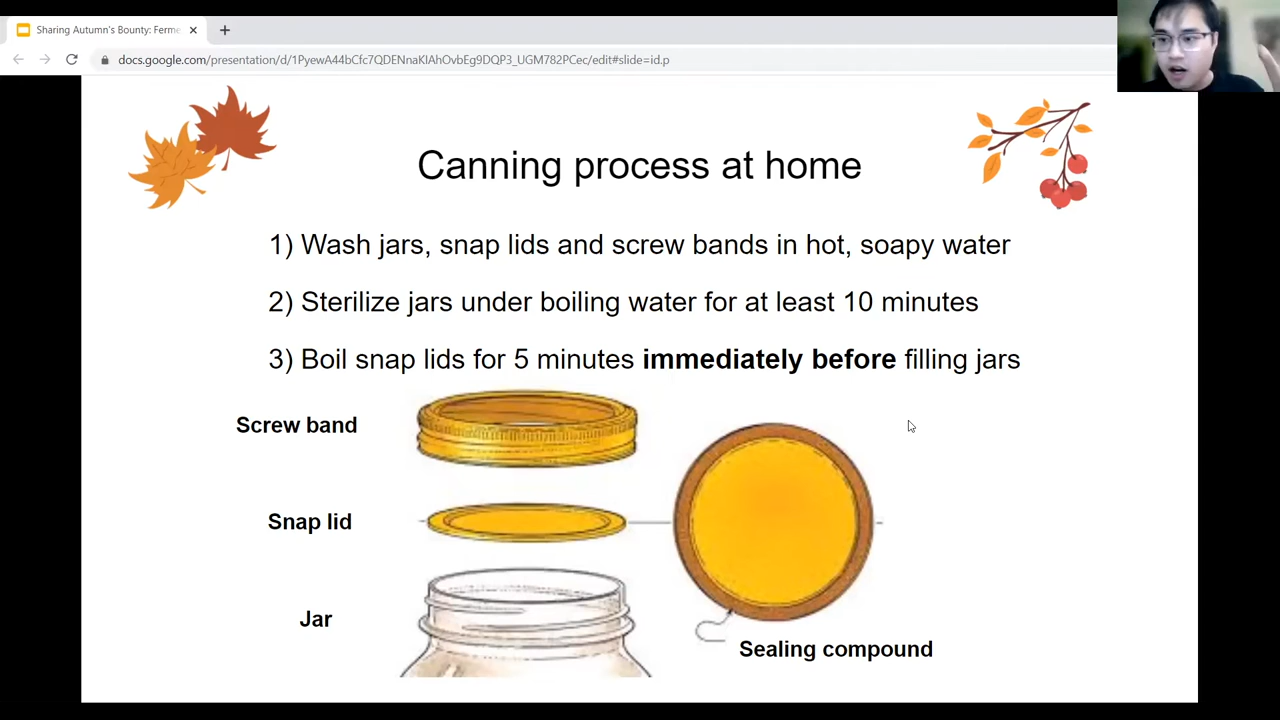 Sharing Autumn's Bounty: Ferme
docs.google.com/presentation/d/1PyewA44bCfc7QDENnaKIAhOvbEg9DQP3_UGM782PCec/edit#slide=id.p
Canning process at home
1) Wash jars, snap lids and screw bands in hot, soapy water
2) Sterilize jars under boiling water for at least 10 minutes
3) Boil snap lids for 5 minutes immediately before filling jars
Screw band
Snap lid
Jar
Sealing compound